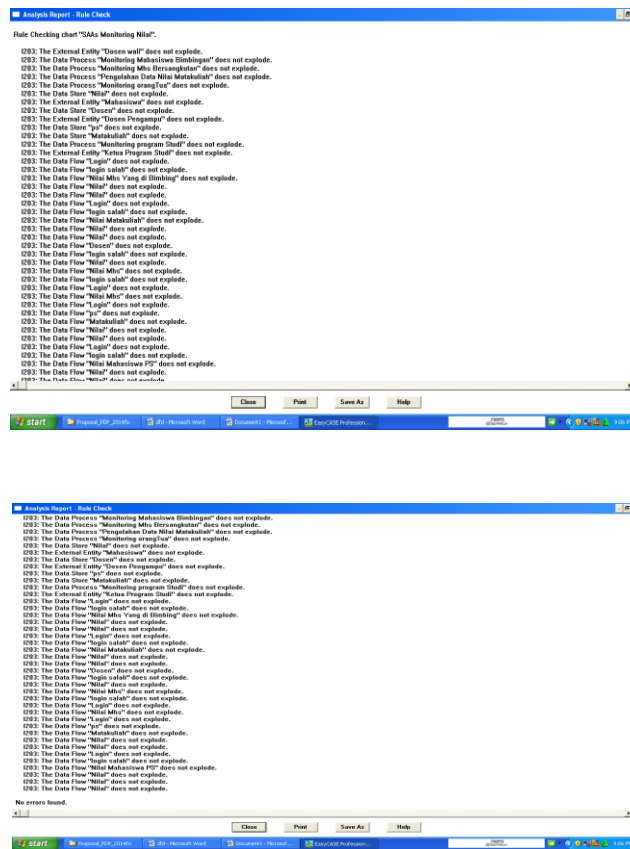 Analysis Report - Rule Check
Rule Checking chart "SAAs Monitoring Nilai".
I203: The External Entity "Dosen wali" does not explode.
I203: The Data Process "Monitoring Mahasiswa Bimbingan" does not explode.
I203: The Data Process "Monitoring Mhs Bersangkutan" does not explode.
I203: The Data Process "Pengolahan Data Nilai Matakuliah" does not explode.
I203: The Data Process "Monitoring orangTua" does not explode.
I203: The Data Store "Nilai" does not explode.
I203: The External Entity "Mahasiswa" does not explode.
I203: The Data Store "Dosen" does not explode.
I203: The External Entity "Dosen Pengampu" does not explode.
I203: The Data Store "ps" does not explode.
I203: The Data Store "Matakuliah" does not explode.
I203: The Data Process "Monitoring program Studi" does not explode.
I203: The External Entity "Ketua Program Studi" does not explode.
I203: The Data Flow "Login" does not explode.
I203: The Data Flow "login salah" does not explode.
I203: The Data Flow "Nilai Mhs Yang di Bimbing" does not explode.
I203: The Data Flow "Nilai" does not explode.
I203: The Data Flow "Nilai" does not explode.
I203: The Data Flow "Login" does not explode.
I203: The Data Flow "login salah" does not explode.
I203: The Data Flow "Nilai Matakuliah" does not explode.
I203: The Data Flow "Nilai" does not explode.
I203: The Data Flow "Nilai" does not explode.
I203: The Data Flow "Dosen" does not explode.
I203: The Data Flow "login salah" does not explode.
I203: The Data Flow "Nilai" does not explode.
I203: The Data Flow "Nilai Mhs" does not explode.
I203: The Data Flow "login salah" does not explode.
I203: The Data Flow "Login" does not explode.
I203: The Data Flow "Nilai Mhs" does not explode.
I203: The Data Flow "Login" does not explode.
I203: The Data Flow "ps" does not explode.
I203: The Data Flow "Matakuliah" does not explode.
I203: The Data Flow "Nilai" does not explode.
I203: The Data Flow "Nilai" does not explode.
I203: The Data Flow "Login" does not explode.
I203: The Data Flow "login salah" does not explode.
I203: The Data Flow "Nilai Mahasiswa PS" does not explode.
I203: The Data Flow "Nilai" does not explode.
I203: The Data Flow "Nilai" does not explode.
Close Print Save As Help
start Proposal_PDP_2014fix dfd - Microsoft Word Document1 - Microsof... EasyCASE Profession... 9:06 PM
Analysis Report - Rule Check
I203: The Data Process "Monitoring Mahasiswa Bimbingan" does not explode.
I203: The Data Process "Monitoring Mhs Bersangkutan" does not explode.
I203: The Data Process "Pengolahan Data Nilai Matakuliah" does not explode.
I203: The Data Process "Monitoring orangTua" does not explode.
I203: The Data Store "Nilai" does not explode.
I203: The External Entity "Mahasiswa" does not explode.
I203: The Data Store "Dosen" does not explode.
I203: The External Entity "Dosen Pengampu" does not explode.
I203: The Data Store "ps" does not explode.
I203: The Data Store "Matakuliah" does not explode.
I203: The Data Process "Monitoring program Studi" does not explode.
I203: The External Entity "Ketua Program Studi" does not explode.
I203: The Data Flow "Login" does not explode.
I203: The Data Flow "login salah" does not explode.
I203: The Data Flow "Nilai Mhs Yang di Bimbing" does not explode.
I203: The Data Flow "Nilai" does not explode.
I203: The Data Flow "Nilai" does not explode.
I203: The Data Flow "Login" does not explode.
I203: The Data Flow "login salah" does not explode.
I203: The Data Flow "Nilai Matakuliah" does not explode.
I203: The Data Flow "Nilai" does not explode.
I203: The Data Flow "Nilai" does not explode.
I203: The Data Flow "Dosen" does not explode.
I203: The Data Flow "login salah" does not explode.
I203: The Data Flow "Nilai" does not explode.
I203: The Data Flow "Nilai Mhs" does not explode.
I203: The Data Flow "login salah" does not explode.
I203: The Data Flow "Login" does not explode.
I203: The Data Flow "Nilai Mhs" does not explode.
I203: The Data Flow "Login" does not explode.
I203: The Data Flow "ps" does not explode.
I203: The Data Flow "Matakuliah" does not explode.
I203: The Data Flow "Nilai" does not explode.
I203: The Data Flow "Nilai" does not explode.
I203: The Data Flow "Login" does not explode.
I203: The Data Flow "login salah" does not explode.
I203: The Data Flow "Nilai Mahasiswa PS" does not explode.
I203: The Data Flow "Nilai" does not explode.
I203: The Data Flow "Nilai" does not explode.
I203: The Data Flow "Nilai" does not explode.
No errors found.
Close Print Save As Help
start Proposal_PDP_2014fix dfd - Microsoft Word Document1 - Microsof... EasyCASE Profession...